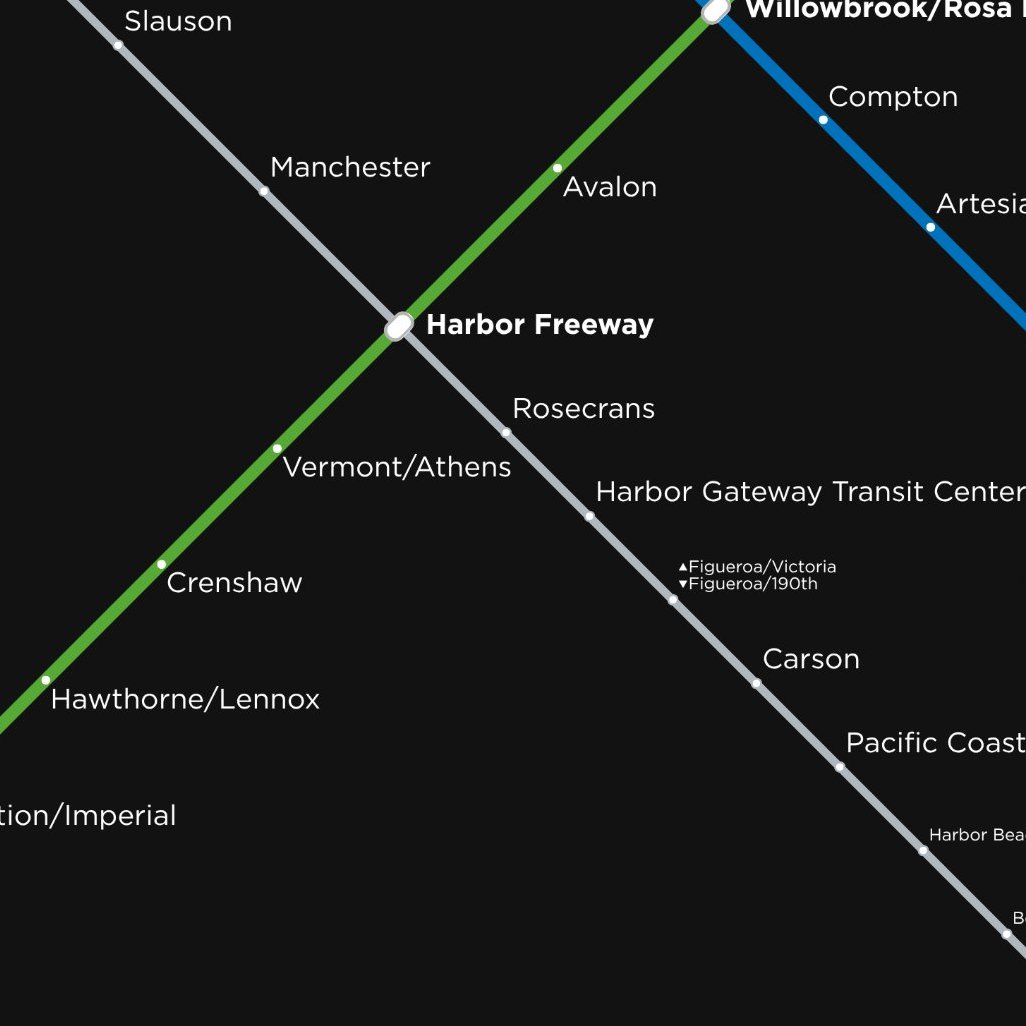 Slauson
Willowbrook/Rosa
Compton
Manchester
Avalon
Artesia
Harbor Freeway
Rosecrans
Vermont/Athens
Harbor Gateway Transit Center
▲Figueroa/Victoria
▼Figueroa/190th
Crenshaw
Carson
Hawthorne/Lennox
Pacific Coast
tion/Imperial
Harbor Bea